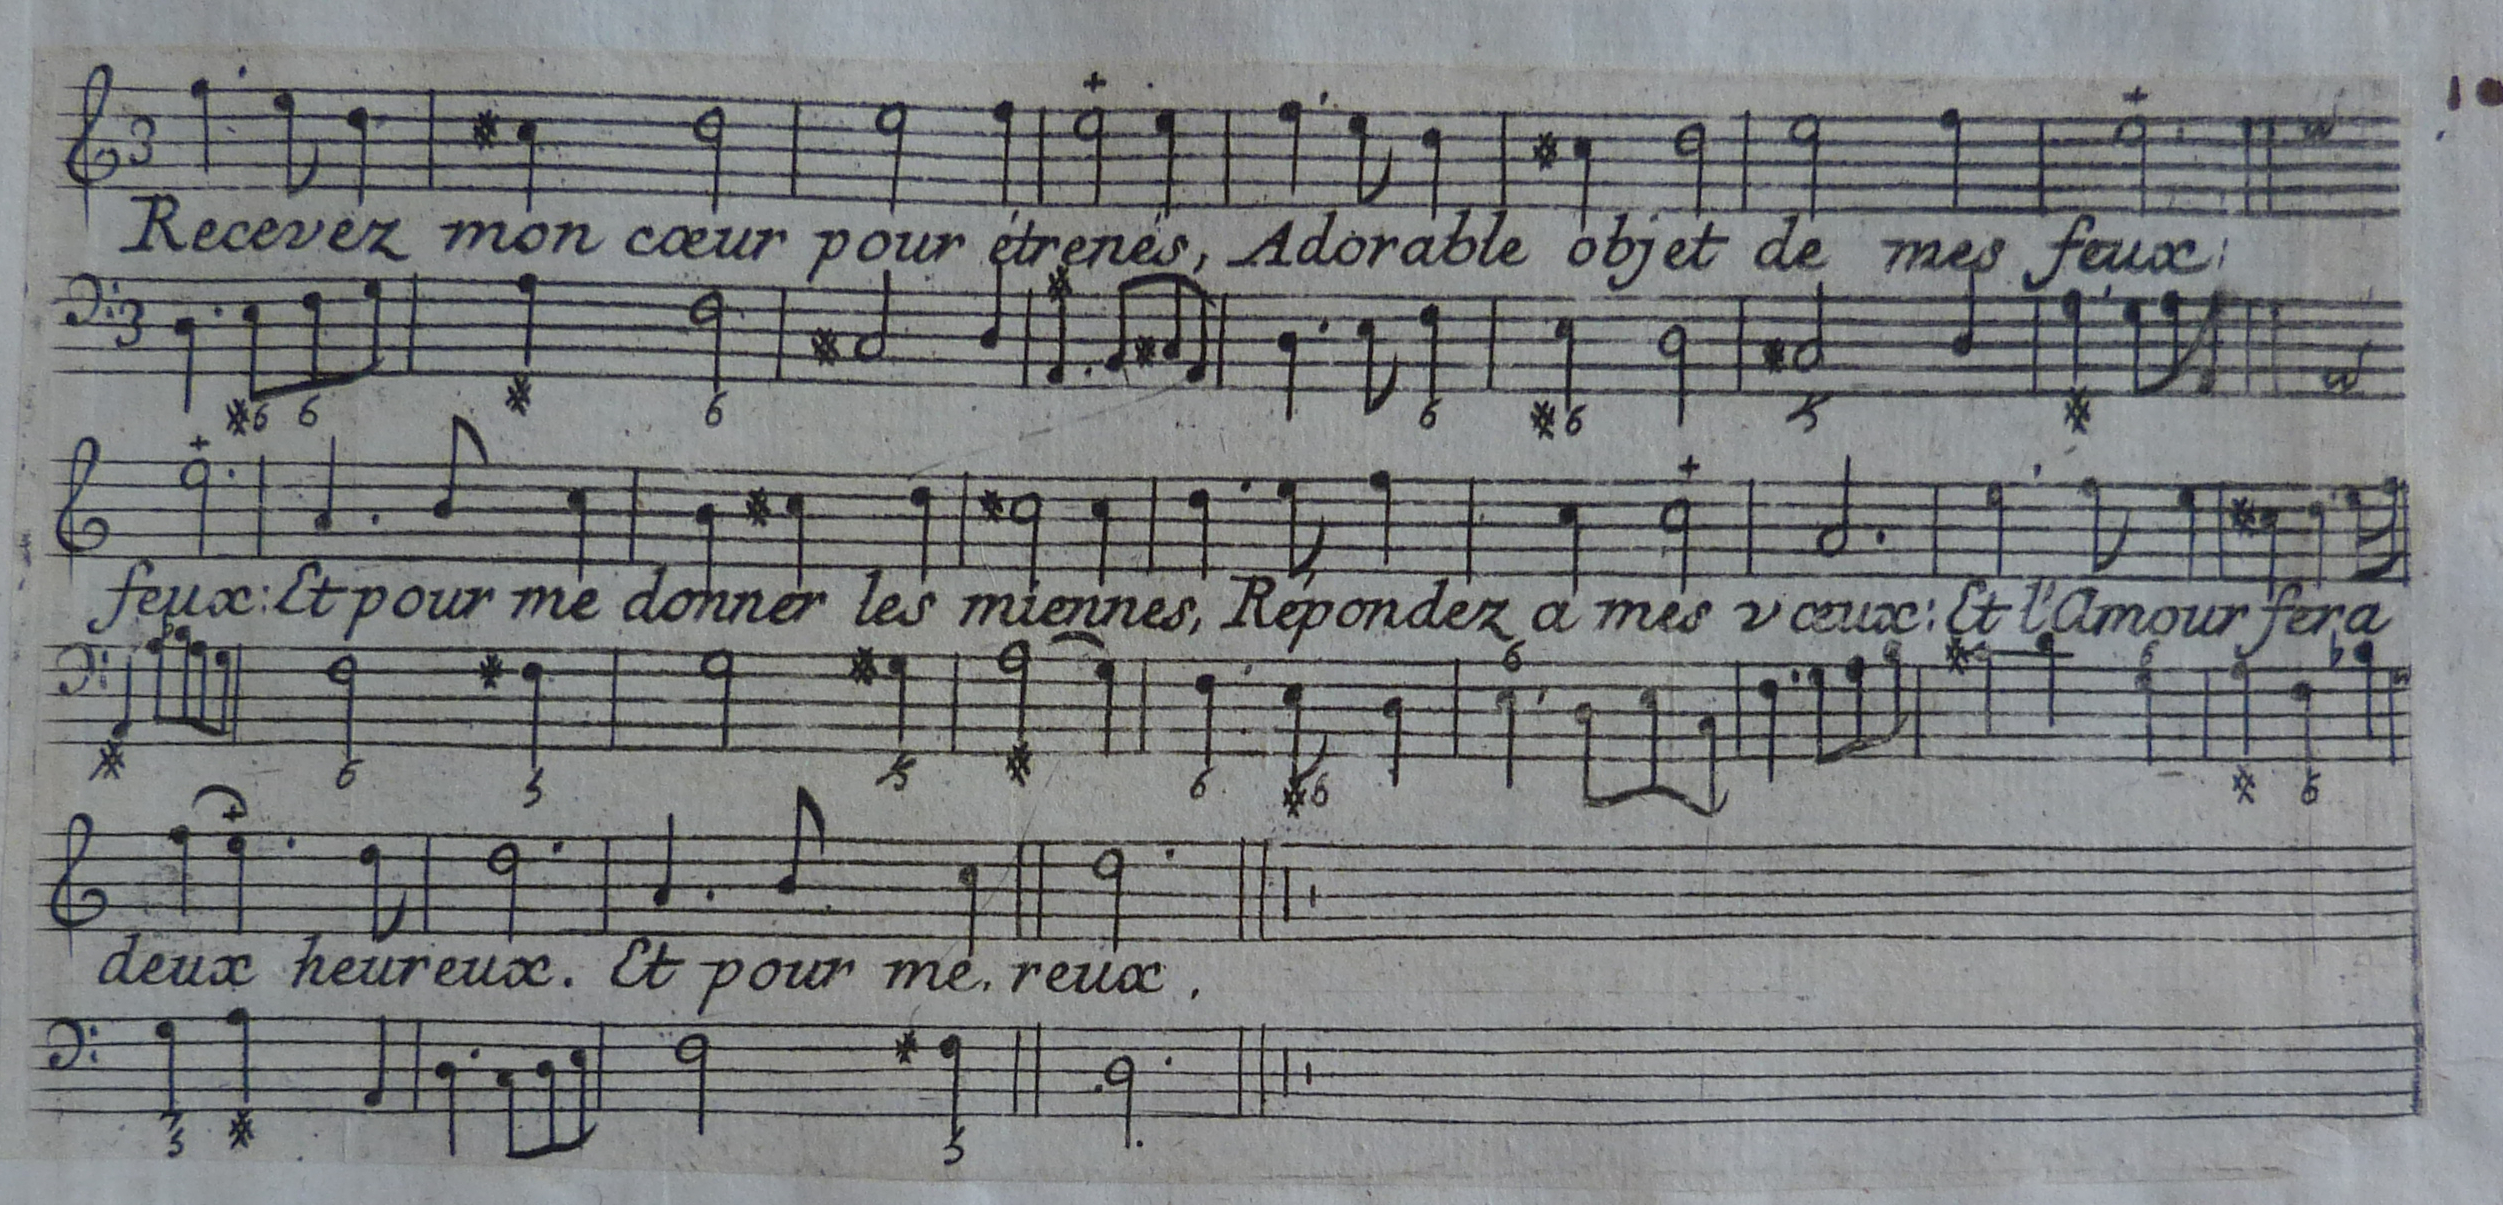 Recevez mon cœur pour étrenes, Adorable objet de mes feux:
feux: Et pour me donner les miennes, Répondez a mes vœux: Et l'Amour fera
deux heureux. Et pour me. reux.